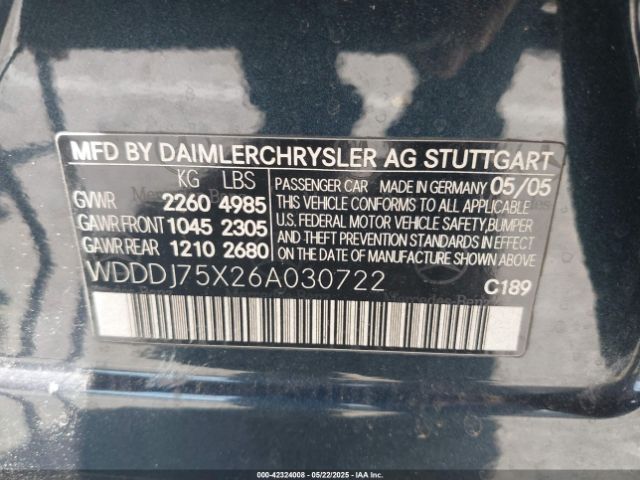 MFD BY DAIMLERCHRYSLER AG STUTTGART
KG LBS
GVWR 2260 4985
GAWR FRONT 1045 2305
GAWR REAR 1210 2680
PASSENGER CAR MADE IN GERMANY 05/05
THIS VEHICLE CONFORMS TO ALL APPLICABLE
U.S. FEDERAL MOTOR VEHICLE SAFETY, BUMPER
AND THEFT PREVENTION STANDARDS IN EFFECT
ON THE DATE OF MANUFACTURE SHOWN ABOVE
WDDDJ75X26A030722
C189
000-42324008 - 05/22/2025 - IAAI.COM